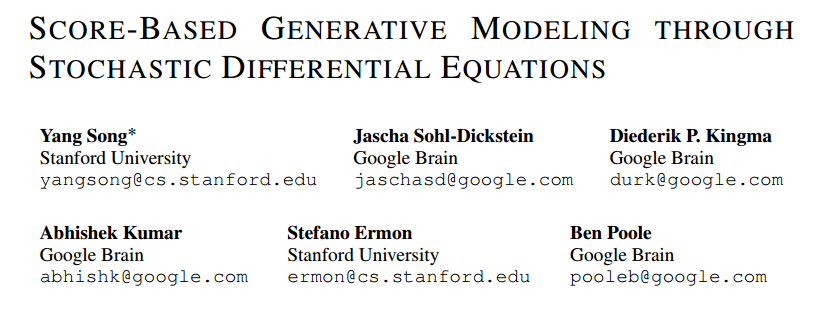 SCORE-BASED GENERATIVE MODELING THROUGH
STOCHASTIC DIFFERENTIAL EQUATIONS
Yang Song* Jascha Sohl-Dickstein Diederik P. Kingma
Stanford University Google Brain Google Brain
yangsong@cs.stanford.edu jaschasd@google.com durk@google.com
Abhishek Kumar Stefano Ermon Ben Poole
Google Brain Stanford University Google Brain
abhishk@google.com ermon@cs.stanford.edu pooleb@google.com